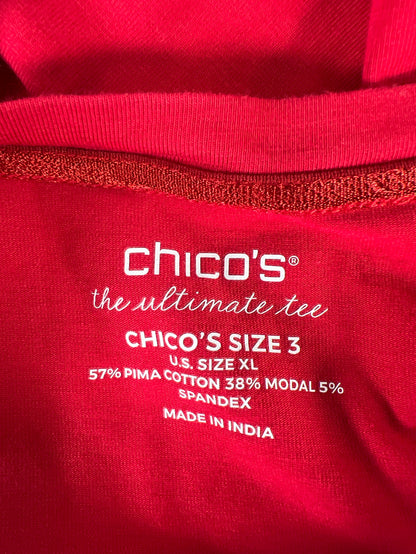 chico's®
the ultimate tee
CHICO'S SIZE 3
U.S. SIZE XL
57% PIMA COTTON 38% MODAL 5%
SPANDEX
MADE IN INDIA